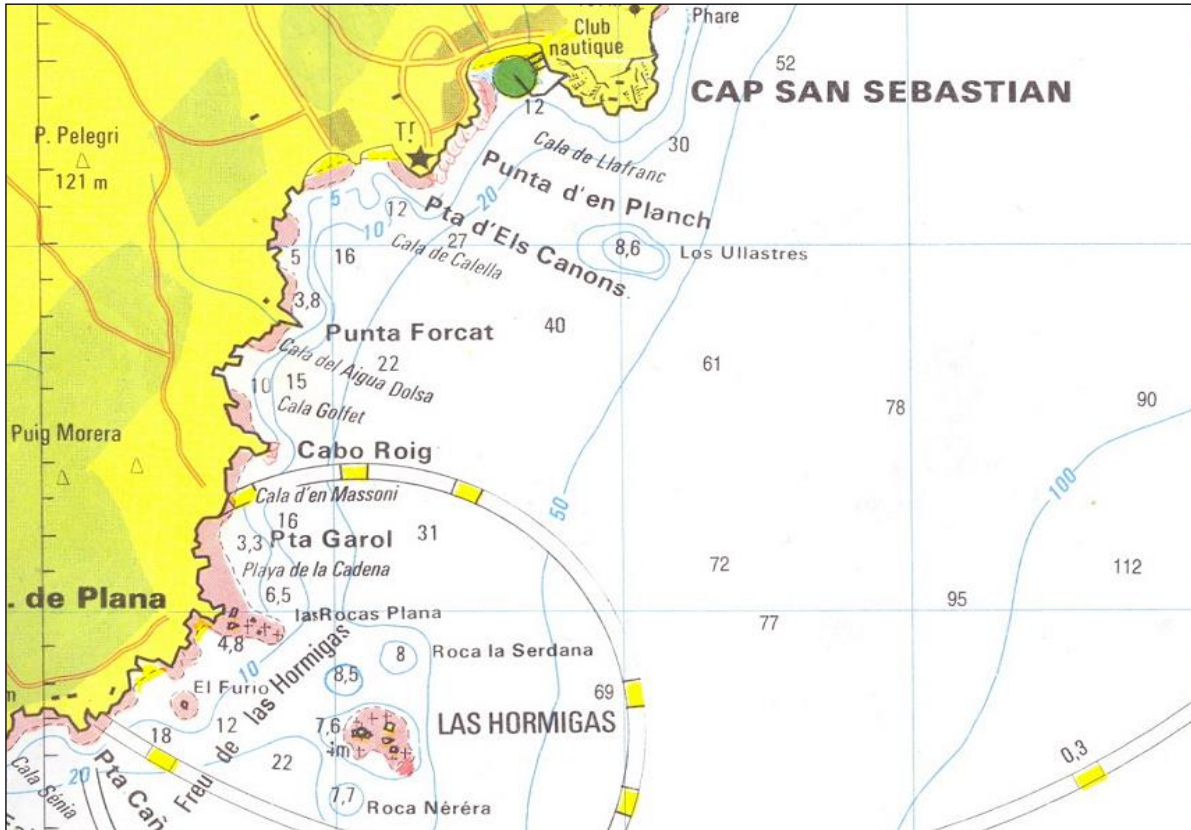 Phare
Club
nautique
52
CAP SAN SEBASTIAN
12
Cala de Llafranc
30
P. Pelegri
121 m
Punta d'en Planch
5
12
10
20
Pta d'Els Canons
27
Cala de Calella
8,6
Los Ullastres
5
16
3,8
Punta Forcat
40
Cala del Aigua Dolsa
22
61
10
15
Cala Golfet
78
90
Puig Morera
Cabo Roig
100
Cala d'en Massoni
50
16
3,3
Pta Garol
31
Playa de la Cadena
72
112
6,5
95
. de Plana
las Rocas Plana
77
4,8
10
8
Roca la Serdana
8,5
El Furio
69
Freu de las Hormigas
12
7,6
LAS HORMIGAS
18
im
22
0,3
20
Cala Sénia
Pta Cañ
7,7
Roca Néréra